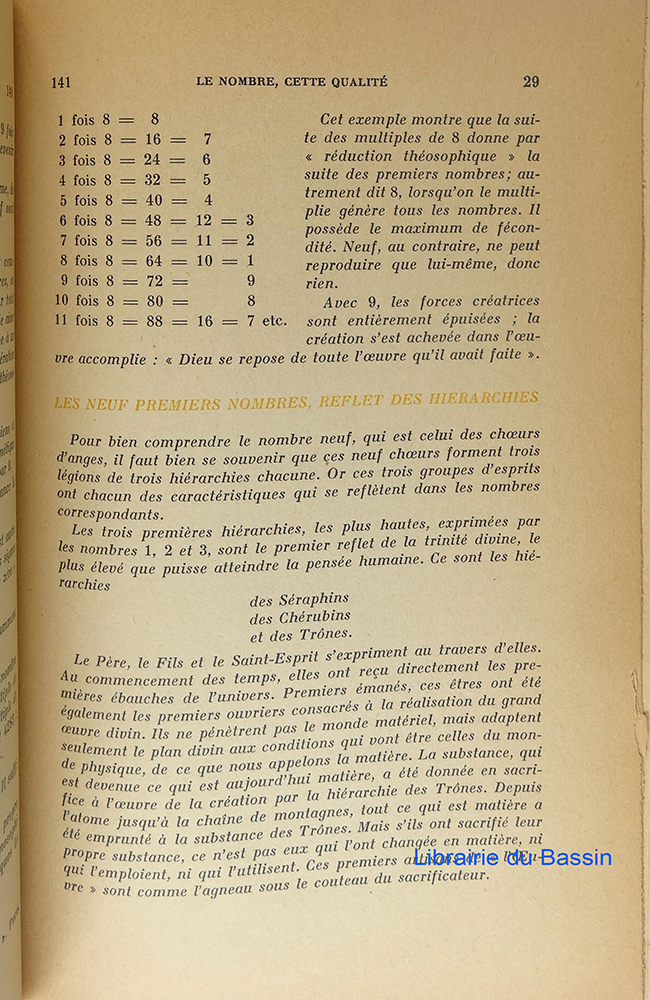 141 LE NOMBRE, CETTE QUALITÉ 29
1 fois 8 = 8
2 fois 8 = 16 = 7
3 fois 8 = 24 = 6
4 fois 8 = 32 = 5
5 fois 8 = 40 = 4
6 fois 8 = 48 = 12 = 3
7 fois 8 = 56 = 11 = 2
8 fois 8 = 64 = 10 = 1
9 fois 8 = 72 = 9
10 fois 8 = 80 = 8
11 fois 8 = 88 = 16 = 7 etc.
Cet exemple montre que la sui-
te des multiples de 8 donne par
« réduction théosophique » la
suite des premiers nombres; au-
trement dit 8, lorsqu'on le multi-
plie génère tous les nombres. Il
possède le maximum de fécon-
dité. Neuf, au contraire, ne peut
reproduire que lui-même, donc
rien.
Avec 9, les forces créatrices
sont entièrement épuisées ; la
création s'est achevée dans l'œu-
vre accomplie : « Dieu se repose de toute l'œuvre qu'il avait faite ».
LES NEUF PREMIERS NOMBRES, REFLET DES HIERARCHIES
Pour bien comprendre le nombre neuf, qui est celui des chœurs
d'anges, il faut bien se souvenir que ces neuf chœurs forment trois
légions de trois hiérarchies chacune. Or ces trois groupes d'esprits
ont chacun des caractéristiques qui se reflètent dans les nombres
correspondants.
Les trois premières hiérarchies, les plus hautes, exprimées par
les nombres 1, 2 et 3, sont le premier reflet de la trinité divine, le
plus élevé que puisse atteindre la pensée humaine. Ce sont les hié-
rarchies
des Séraphins
des Chérubins
et des Trônes.
Le Père, le Fils et le Saint-Esprit s'expriment au travers d'elles.
Au commencement des temps, elles ont reçu directement les pre-
mières ébauches de l'univers. Premiers émanés, ces êtres ont été
également les premiers ouvriers consacrés à la réalisation du grand
œuvre divin. Ils ne pénètrent pas le monde matériel, mais adaptent
seulement le plan divin aux conditions qui vont être celles du mon-
de physique, de ce que nous appelons la matière. La substance, qui
est devenue ce qui est aujourd'hui matière, a été donnée en sacri-
fice à l'œuvre de la création par la hiérarchie des Trônes. Depuis
l'atome jusqu'à la chaîne de montagnes, tout ce qui est matière a
été emprunté à la substance des Trônes. Mais s'ils ont sacrifié leur
propre substance, ce n'est pas eux qui l'ont changée en matière, ni
qui l'emploient, ni qui l'utilisent. Ces premiers artisans de « l'Œu-
vre » sont comme l'agneau sous le couteau du sacrificateur.
Librairie du Bassin